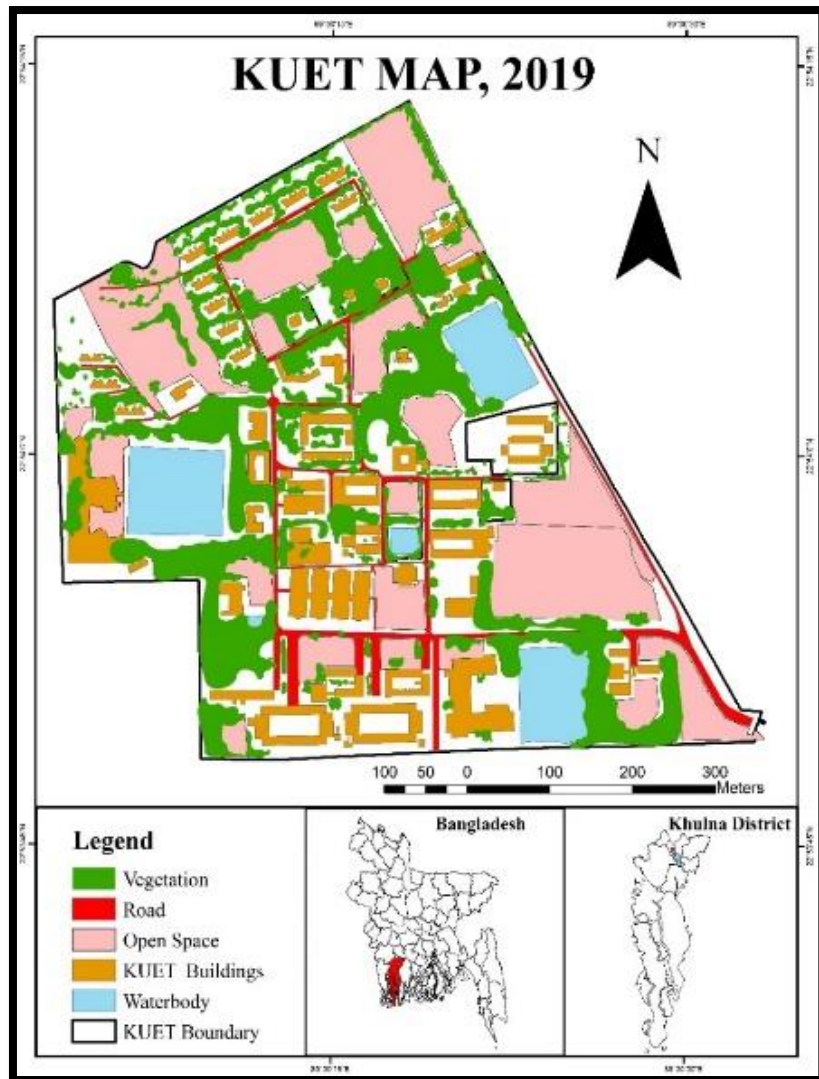 KUET MAP, 2019
N
100 50 0 100 200 300
Meters
Legend
Vegetation
Road
Open Space
KUET Buildings
Waterbody
KUET Boundary
Bangladesh
Khulna District